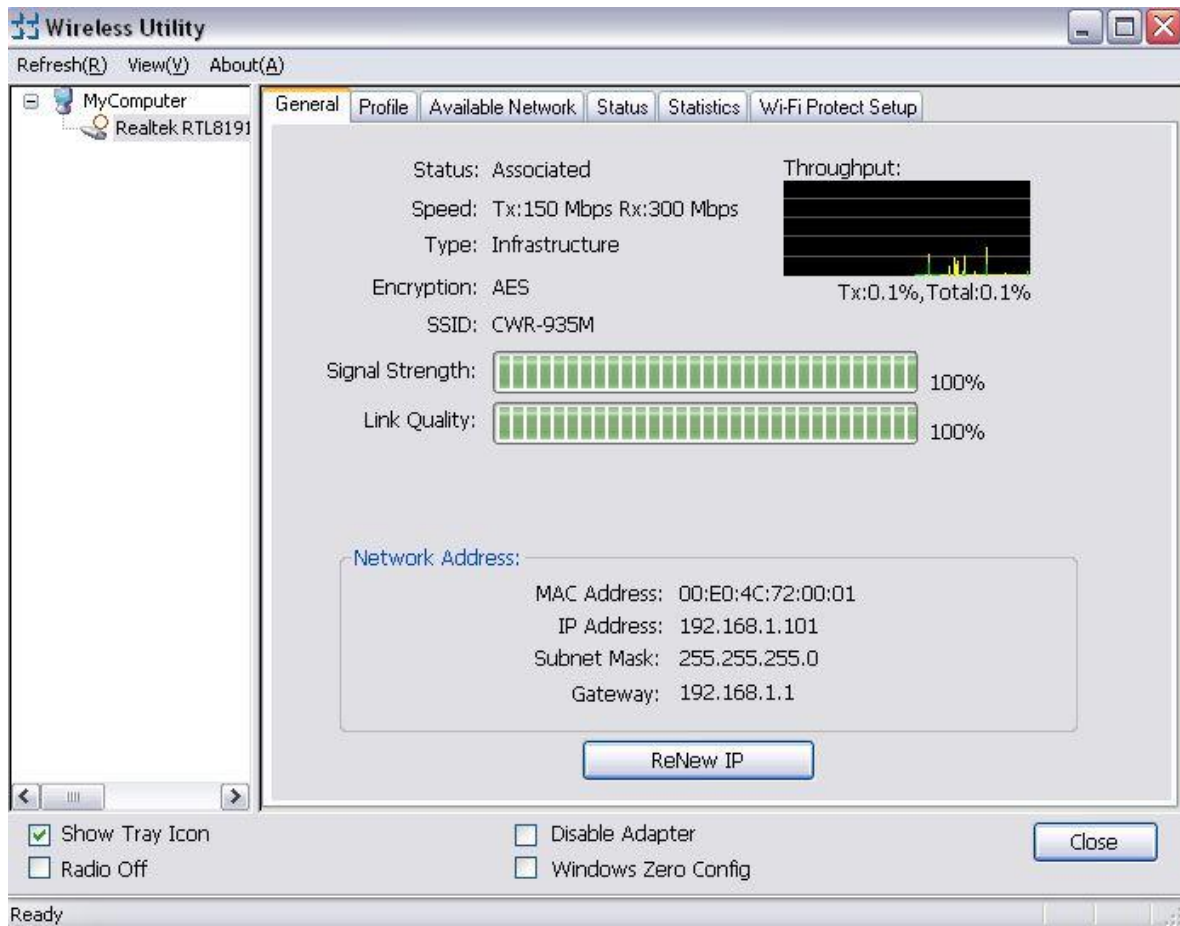 Wireless Utility
Refresh(R) View(V) About(A)
MyComputer
Realtek RTL8191
General Profile Available Network Status Statistics Wi-Fi Protect Setup
Status: Associated
Speed: Tx:150 Mbps Rx:300 Mbps
Type: Infrastructure
Encryption: AES
SSID: CWR-935M
Throughput:
Tx:0.1%,Total:0.1%
Signal Strength: 100%
Link Quality: 100%
Network Address:
MAC Address: 00:E0:4C:72:00:01
IP Address: 192.168.1.101
Subnet Mask: 255.255.255.0
Gateway: 192.168.1.1
ReNew IP
Show Tray Icon
Radio Off
Disable Adapter
Windows Zero Config
Close
Ready